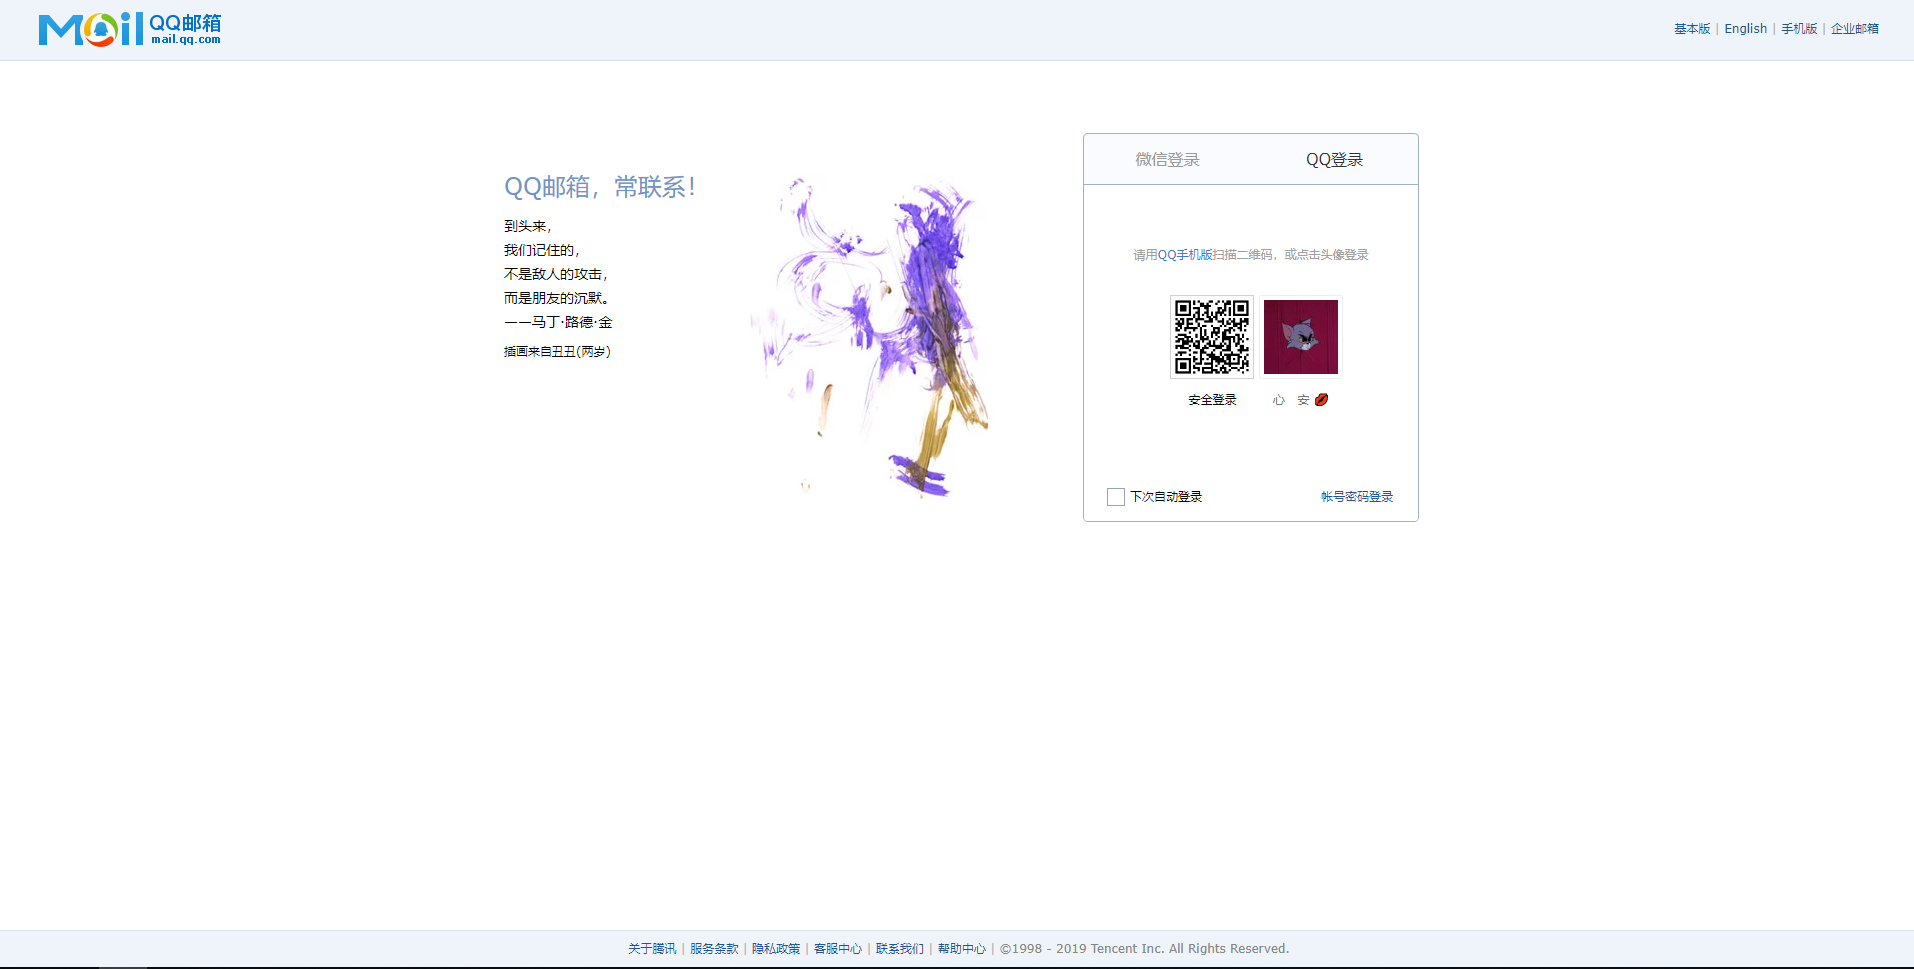 Mail QQ邮箱
mail.qq.com
基本版 | English | 手机版 | 企业邮箱
QQ邮箱，常联系！
到头来，
我们记住的，
不是敌人的攻击，
而是朋友的沉默。
——马丁·路德·金
插画来自丑丑(两岁)
微信登录 QQ登录
请用QQ手机版扫描二维码，或点击头像登录
安全登录 心 安
下次自动登录 帐号密码登录
关于腾讯 | 服务条款 | 隐私政策 | 客服中心 | 联系我们 | 帮助中心 | ©1998 - 2019 Tencent Inc. All Rights Reserved.